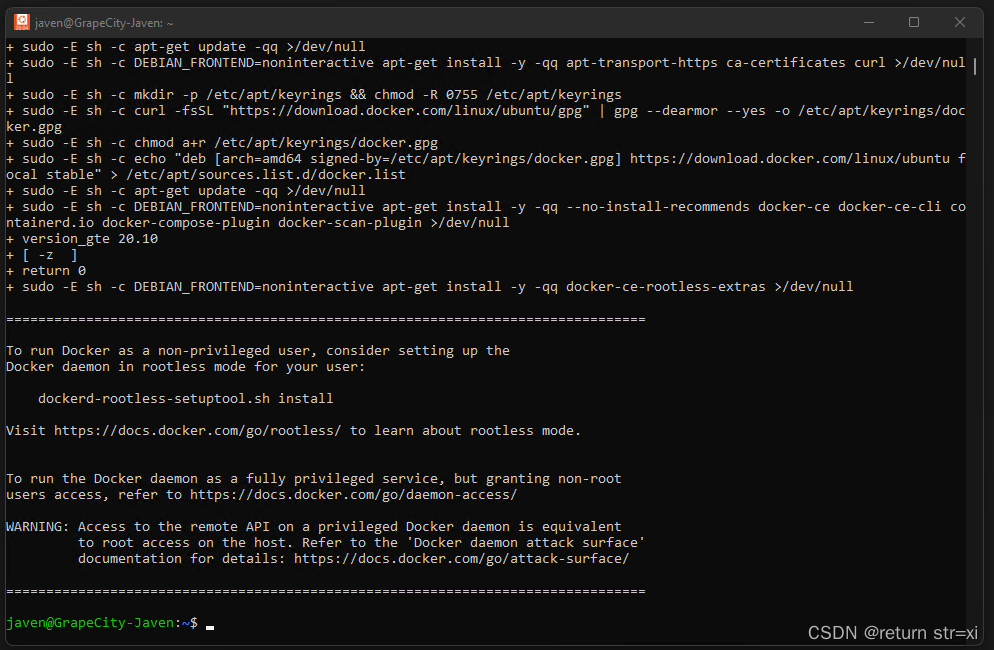 javen@GrapeCity-Javen: ~
+ sudo -E sh -c apt-get update -qq >/dev/null
+ sudo -E sh -c DEBIAN_FRONTEND=noninteractive apt-get install -y -qq apt-transport-https ca-certificates curl >/dev/nul
l
+ sudo -E sh -c mkdir -p /etc/apt/keyrings && chmod -R 0755 /etc/apt/keyrings
+ sudo -E sh -c curl -fsSL "https://download.docker.com/linux/ubuntu/gpg" | gpg --dearmor --yes -o /etc/apt/keyrings/doc
ker.gpg
+ sudo -E sh -c chmod a+r /etc/apt/keyrings/docker.gpg
+ sudo -E sh -c echo "deb [arch=amd64 signed-by=/etc/apt/keyrings/docker.gpg] https://download.docker.com/linux/ubuntu f
ocal stable" > /etc/apt/sources.list.d/docker.list
+ sudo -E sh -c apt-get update -qq >/dev/null
+ sudo -E sh -c DEBIAN_FRONTEND=noninteractive apt-get install -y -qq --no-install-recommends docker-ce docker-ce-cli co
ntainerd.io docker-compose-plugin docker-scan-plugin >/dev/null
+ version_gte 20.10
+ [ -z  ]
+ return 0
+ sudo -E sh -c DEBIAN_FRONTEND=noninteractive apt-get install -y -qq docker-ce-rootless-extras >/dev/null
================================================================================
To run Docker as a non-privileged user, consider setting up the
Docker daemon in rootless mode for your user:
dockerd-rootless-setuptool.sh install
Visit https://docs.docker.com/go/rootless/ to learn about rootless mode.
To run the Docker daemon as a fully privileged service, but granting non-root
users access, refer to https://docs.docker.com/go/daemon-access/
WARNING: Access to the remote API on a privileged Docker daemon is equivalent
to root access on the host. Refer to the 'Docker daemon attack surface'
documentation for details: https://docs.docker.com/go/attack-surface/
================================================================================
javen@GrapeCity-Javen:~$
CSDN @return str=xi